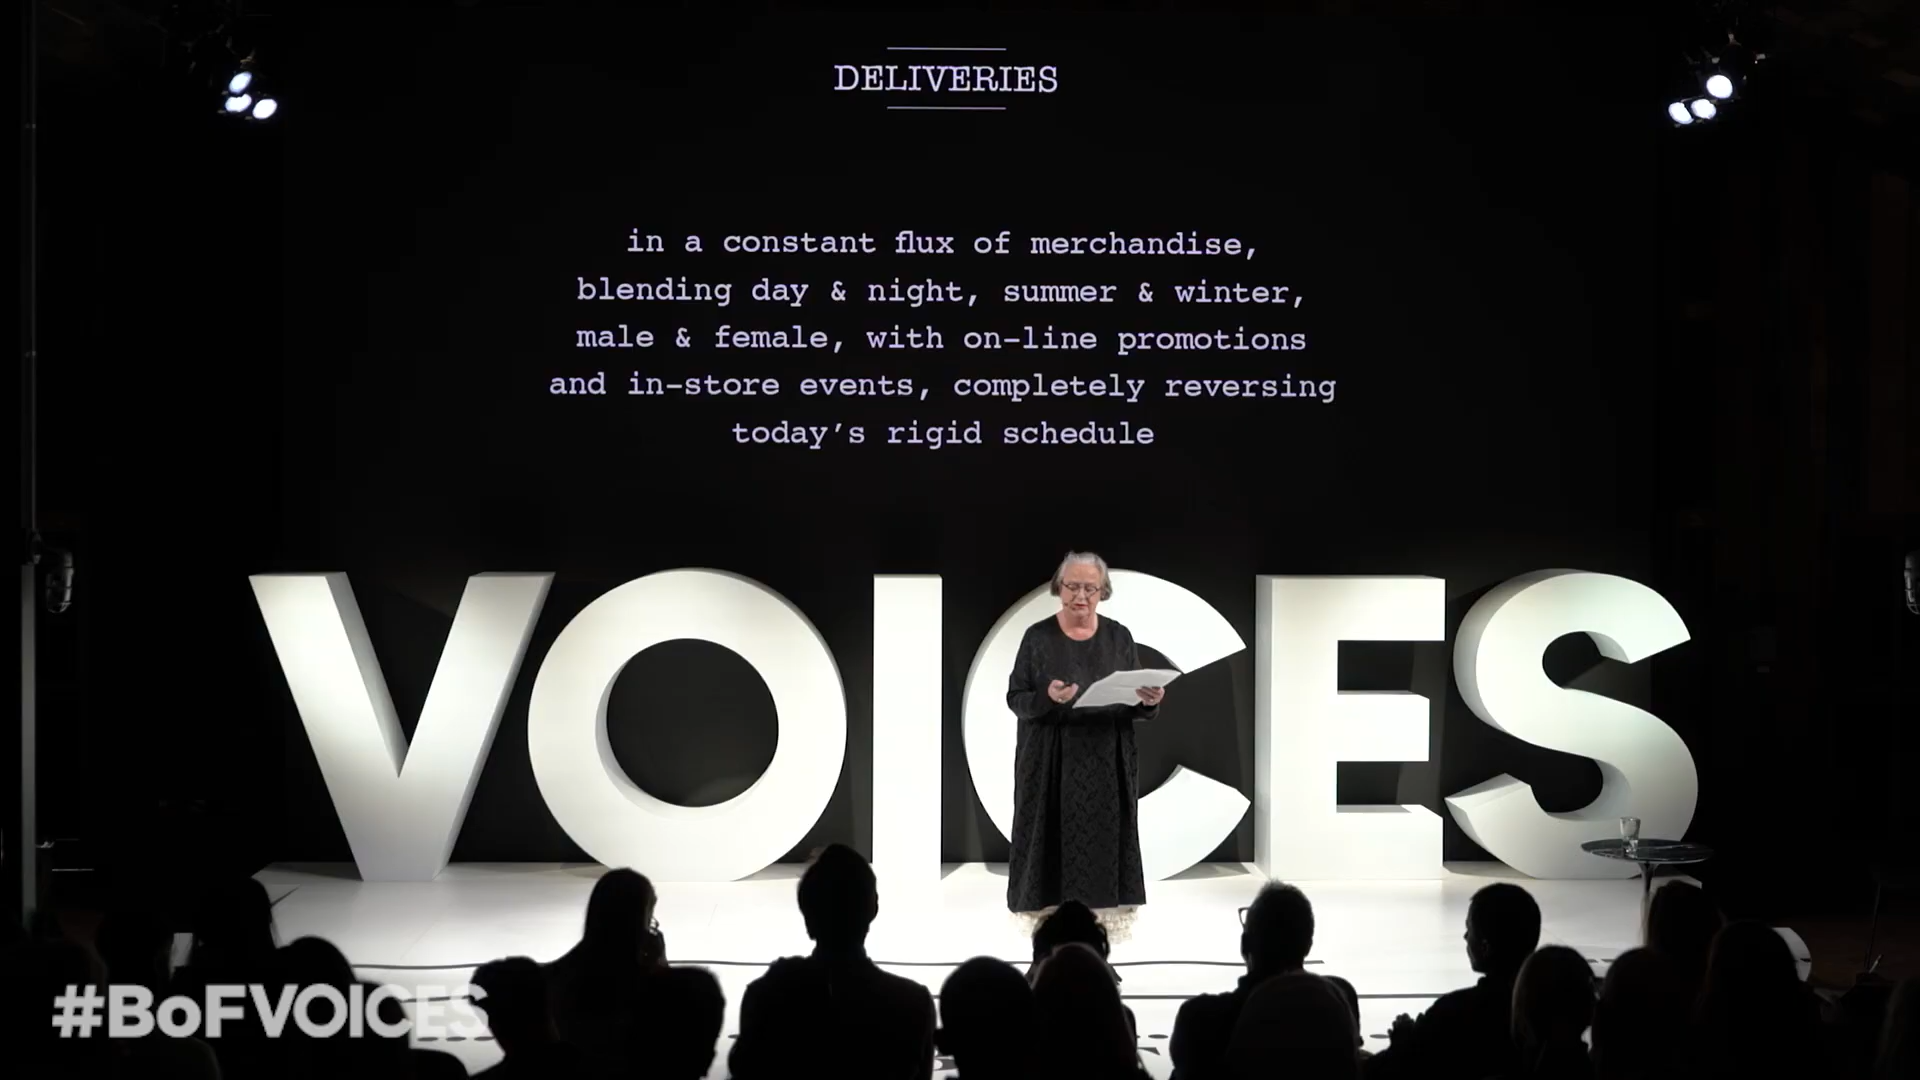 DELIVERIES
in a constant flux of merchandise,
blending day & night, summer & winter,
male & female, with on-line promotions
and in-store events, completely reversing
today’s rigid schedule
VOICES
#BoFVOICES